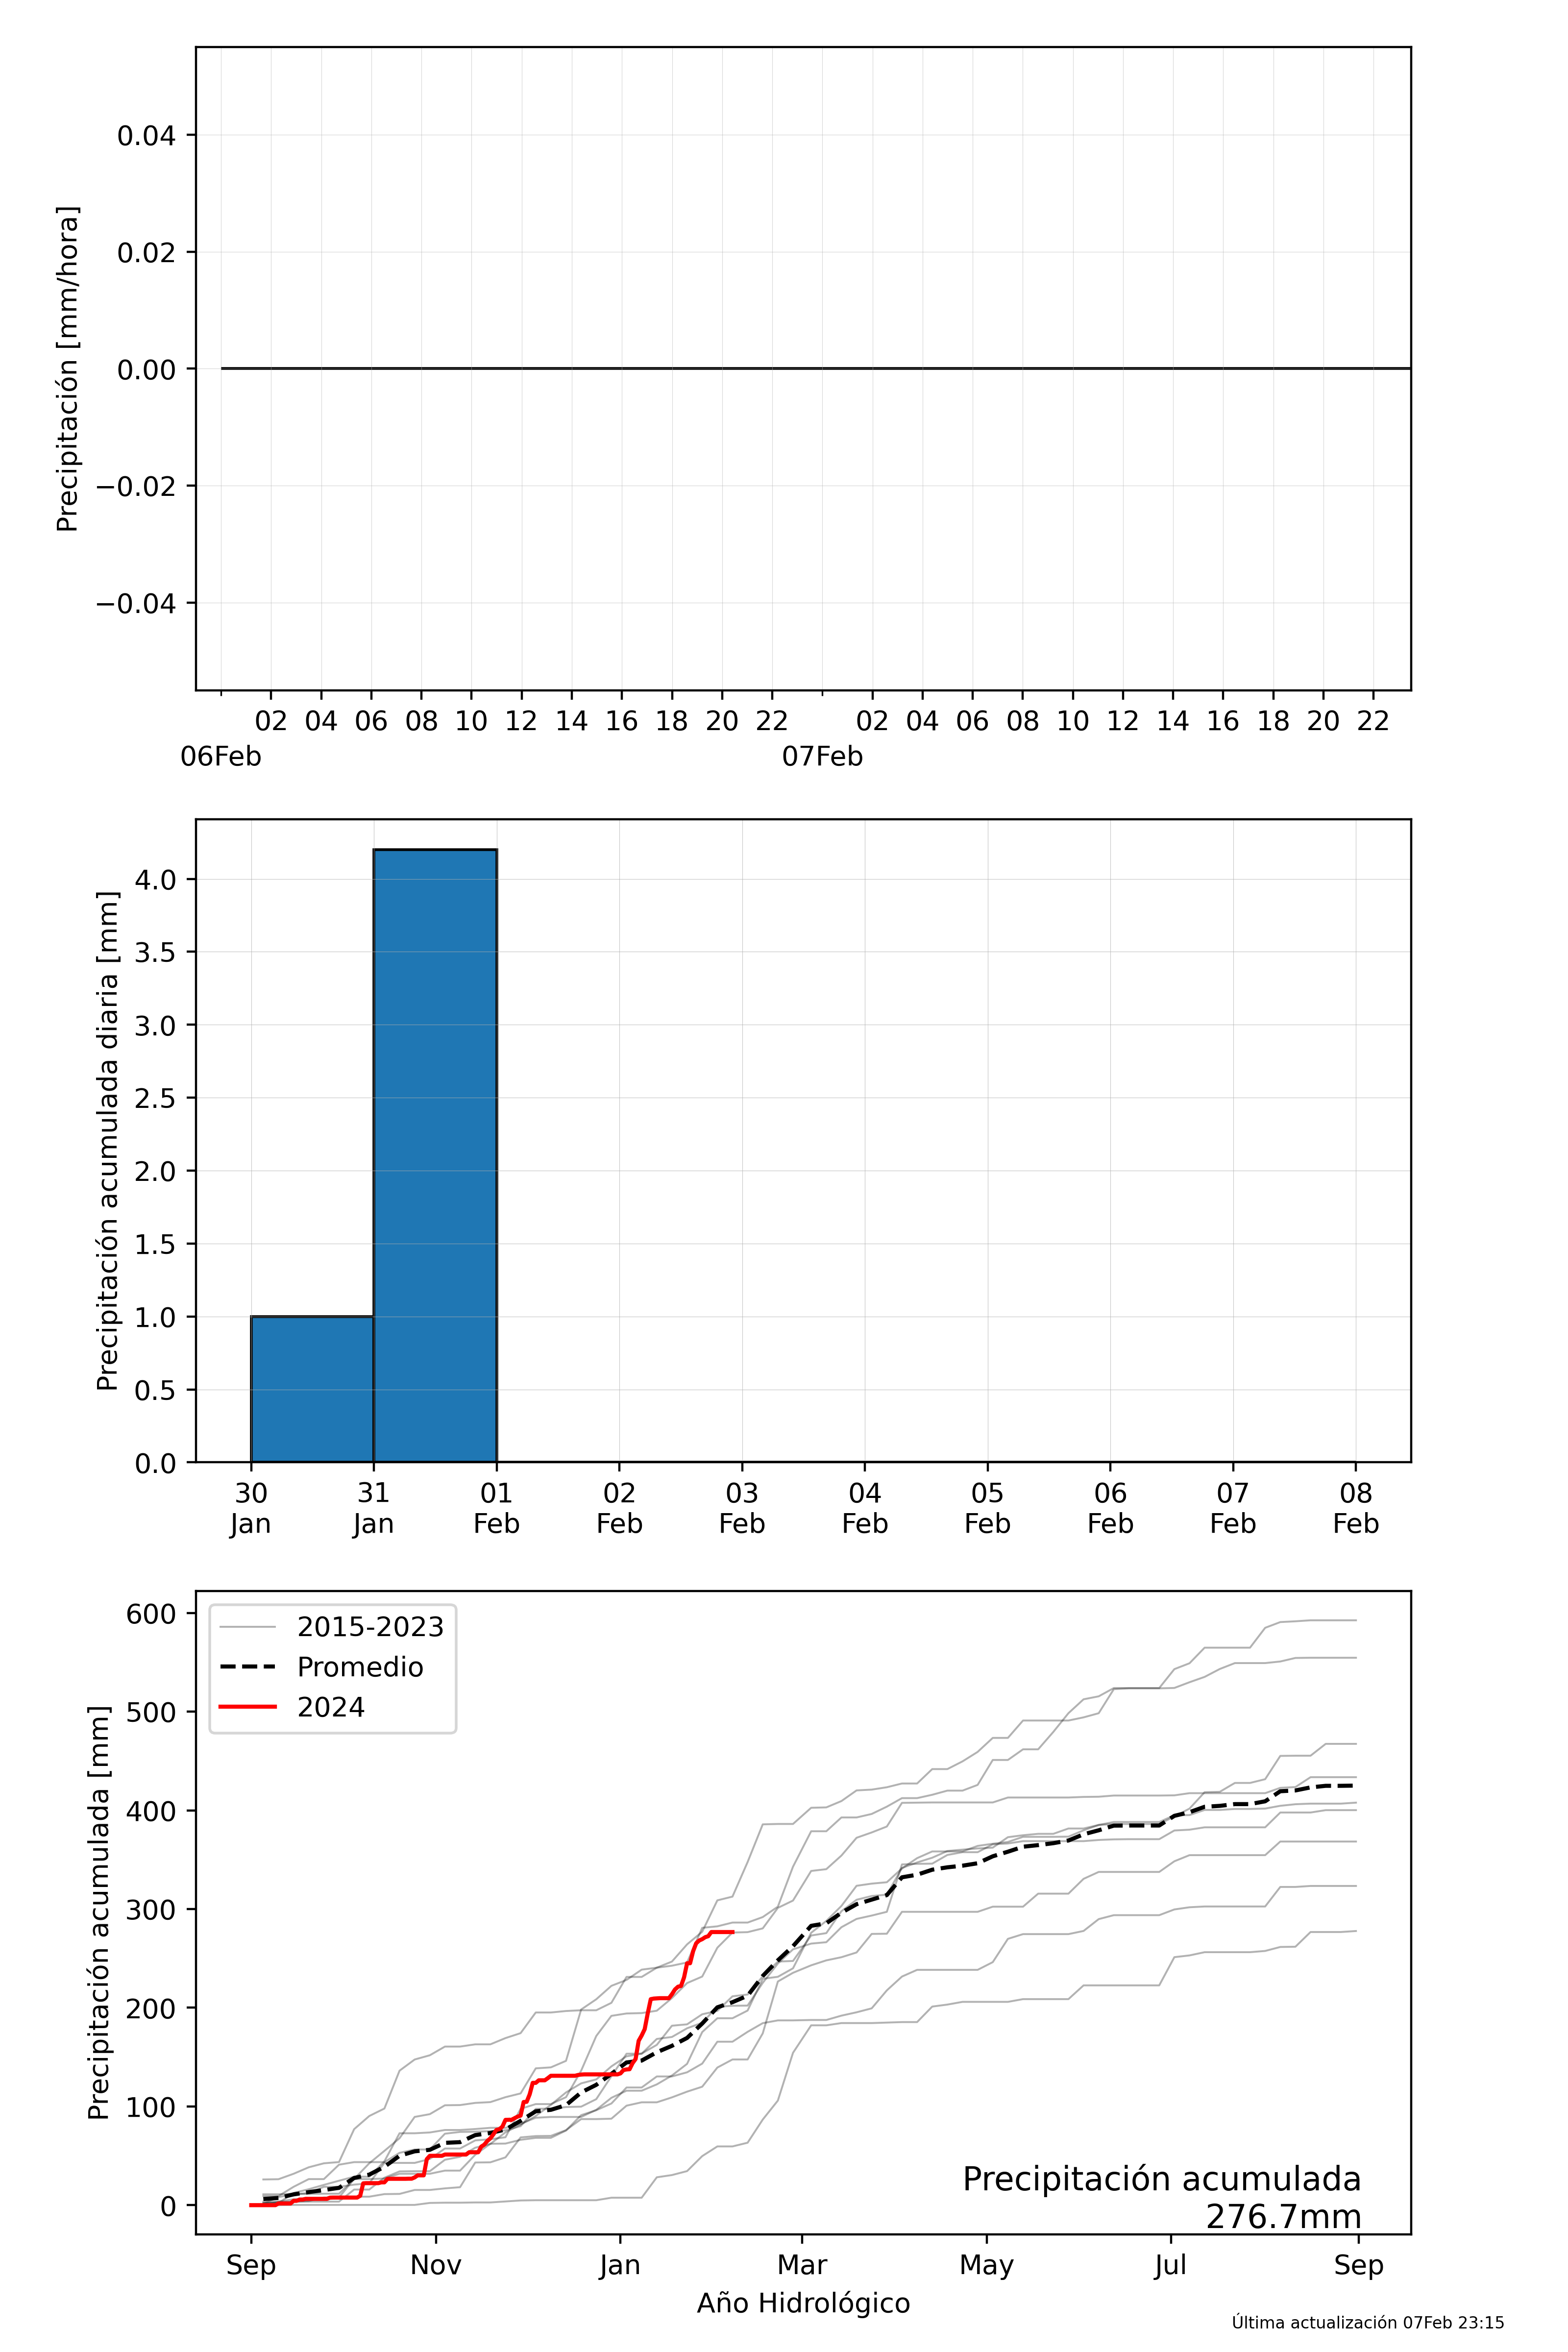 Precipitación [mm/hora]
0.04
0.02
0.00
−0.02
−0.04
02 04 06 08 10 12 14 16 18 20 22 02 04 06 08 10 12 14 16 18 20 22
06Feb 07Feb
Precipitación acumulada diaria [mm]
4.0
3.5
3.0
2.5
2.0
1.5
1.0
0.5
0.0
30 31 01 02 03 04 05 06 07 08
Jan Jan Feb Feb Feb Feb Feb Feb Feb Feb
Precipitación acumulada [mm]
600
500
400
300
200
100
0
2015-2023
Promedio
2024
Precipitación acumulada
276.7mm
Sep Nov Jan Mar May Jul Sep
Año Hidrológico
Última actualización 07Feb 23:15